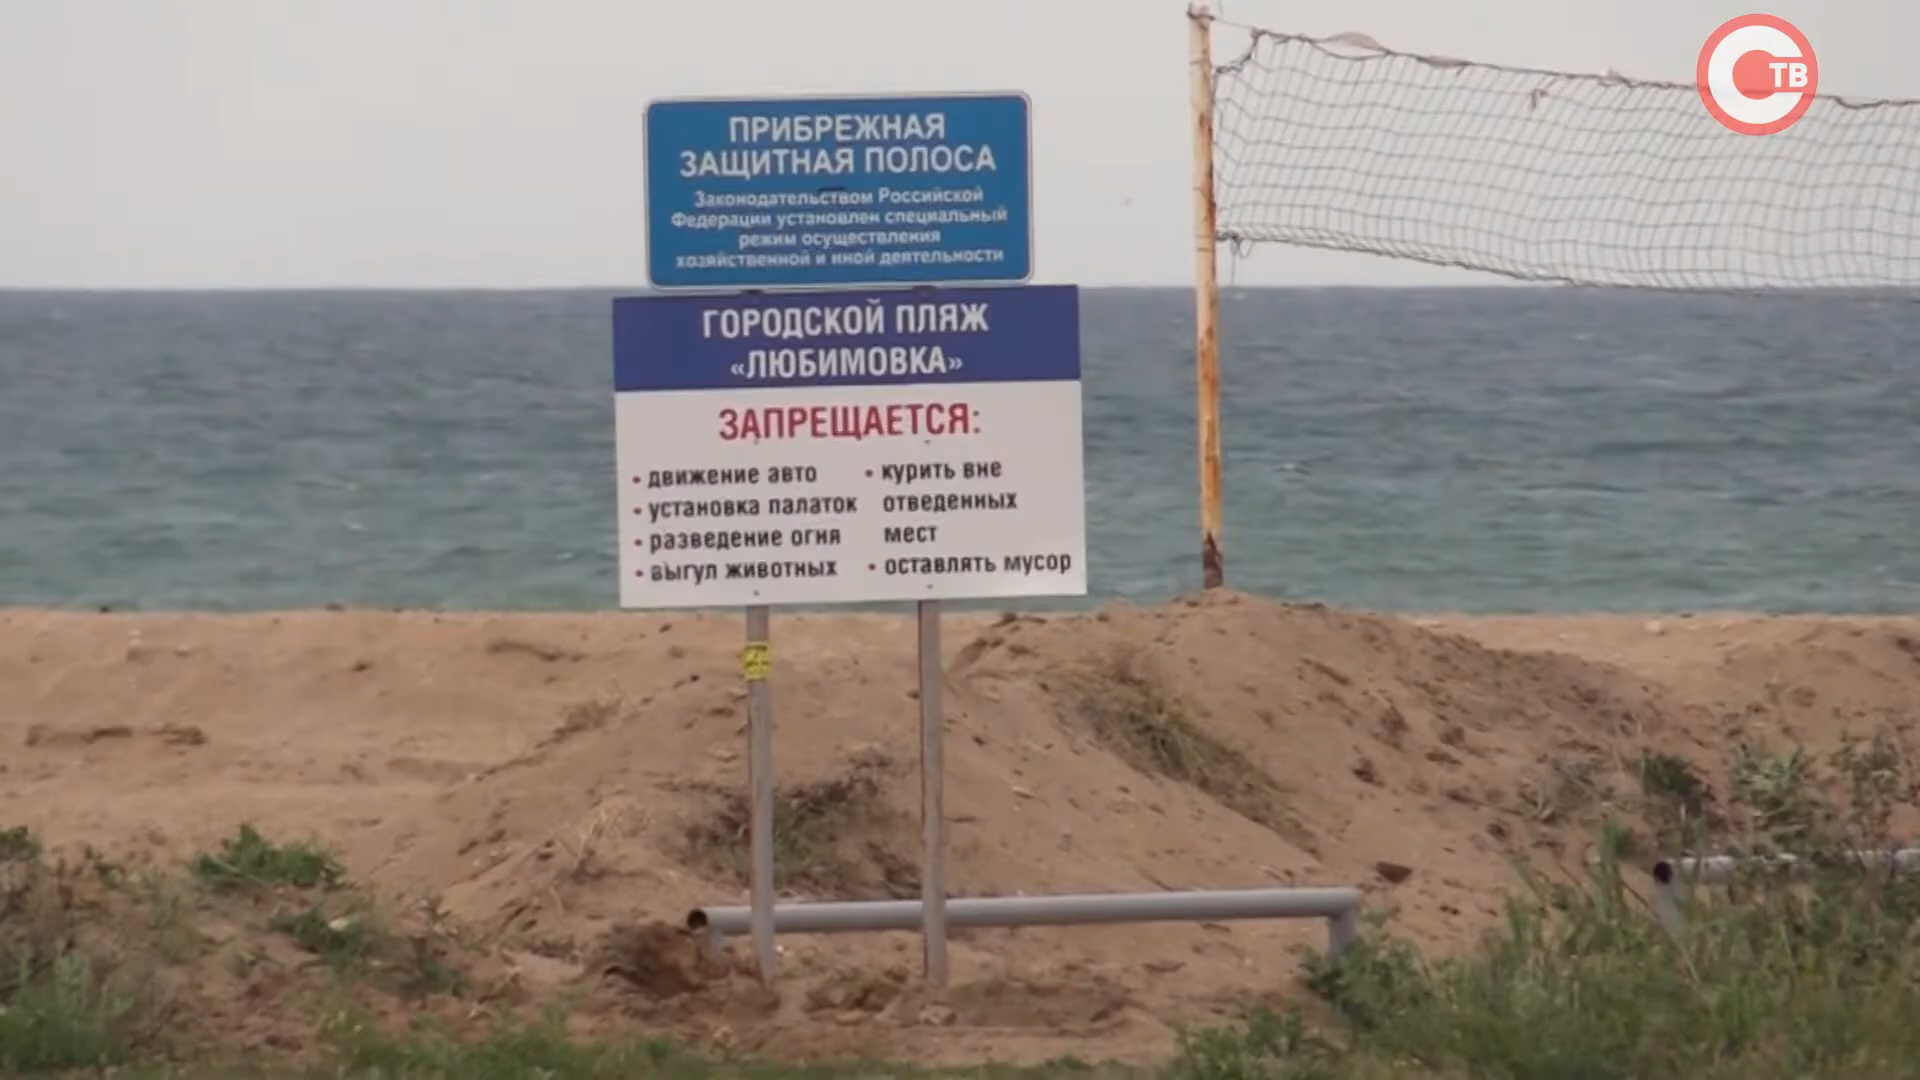 ТВ
ПРИБРЕЖНАЯ
ЗАЩИТНАЯ ПОЛОСА
Законодательством Российской
Федерации установлен специальный
режим осуществления
хозяйственной и иной деятельности
ГОРОДСКОЙ ПЛЯЖ
«ЛЮБИМОВКА»
ЗАПРЕЩАЕТСЯ:
• движение авто
• установка палаток
• разведение огня
• выгул животных
• курить вне
отведенных
мест
• оставлять мусор